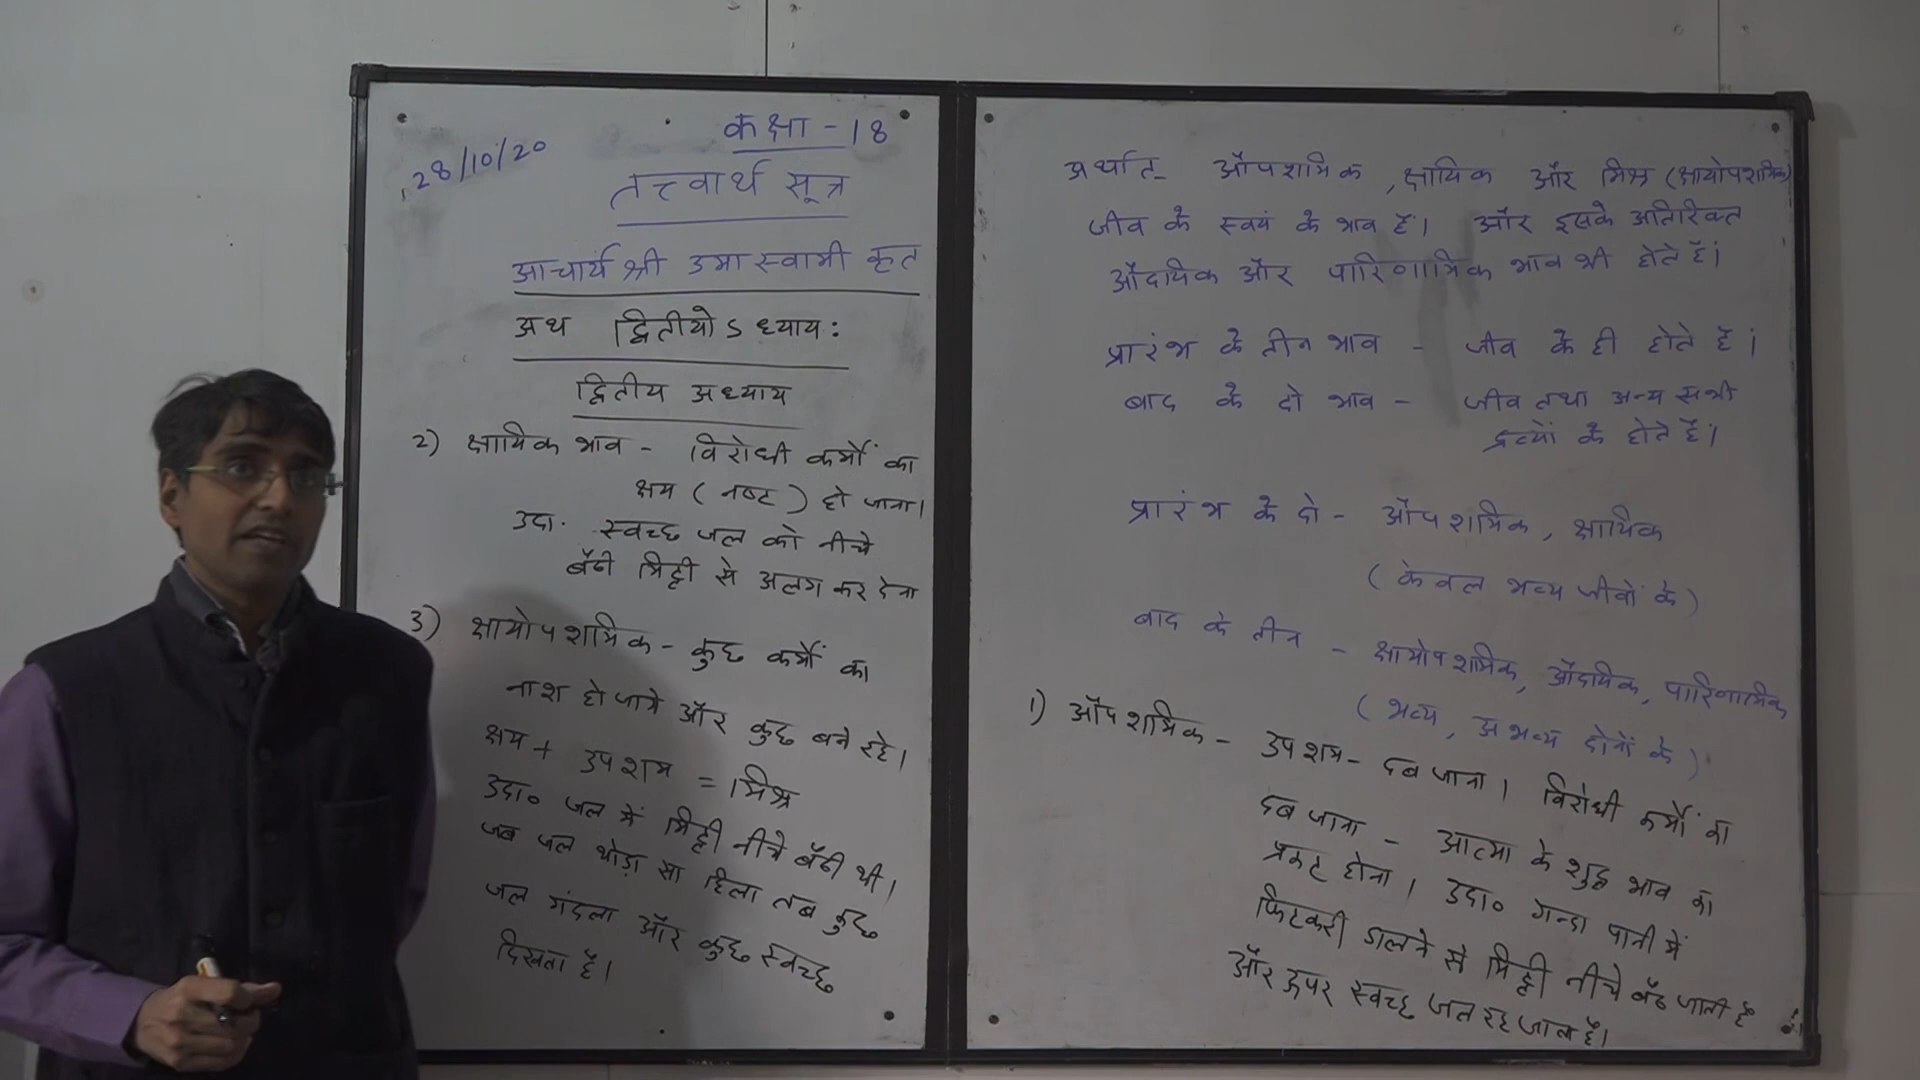 28/10/20
कक्षा - 18
तत्त्वार्थ सूत्र
आचार्य श्री उमास्वामी कृत
अथ द्वितीयोऽध्यायः
द्वितीय अध्याय
2) क्षायिक भाव - विरोधी कर्मों का
क्षय ( नष्ट ) हो जाना।
उदा. स्वच्छ जल को नीचे
बैठी मिट्टी से अलग कर देना
3) क्षायोपशमिक - कुछ कर्मों का
नाश हो जाये और कुछ बने रहे।
क्षय + उपशम = मिश्र
उदा० जल में मिट्टी नीचे बैठी थी।
जब जल थोड़ा सा हिला तब कुछ
जल गंदला और कुछ स्वच्छ
दिखता है।
अर्थात- औपशमिक , क्षायिक और मिश्र (क्षायोपशमिक)
जीव के स्वयं के भाव हैं। और इसके अतिरिक्त
औदायिक और पारिणामिक भाव भी होते हैं।
प्रारंभ के तीन भाव - जीव के ही होते हैं।
बाद के दो भाव - जीव तथा अन्य सभी
द्रव्यों के होते हैं।
प्रारंभ के दो - औपशमिक , क्षायिक
( केवल भव्य जीवों के )
बाद के तीन - क्षायोपशमिक, औदायिक, पारिणामिक
( भव्य , अभव्य दोनों के )
1) औपशमिक - उपशम - दब जाना। विरोधी कर्मों का
दब जाना - आत्मा के शुद्ध भाव का
प्रकट होना। उदा० गन्दा पानी में
फिटकरी डालने से मिट्टी नीचे बैठ जाती है
और ऊपर स्वच्छ जल रह जाता है।